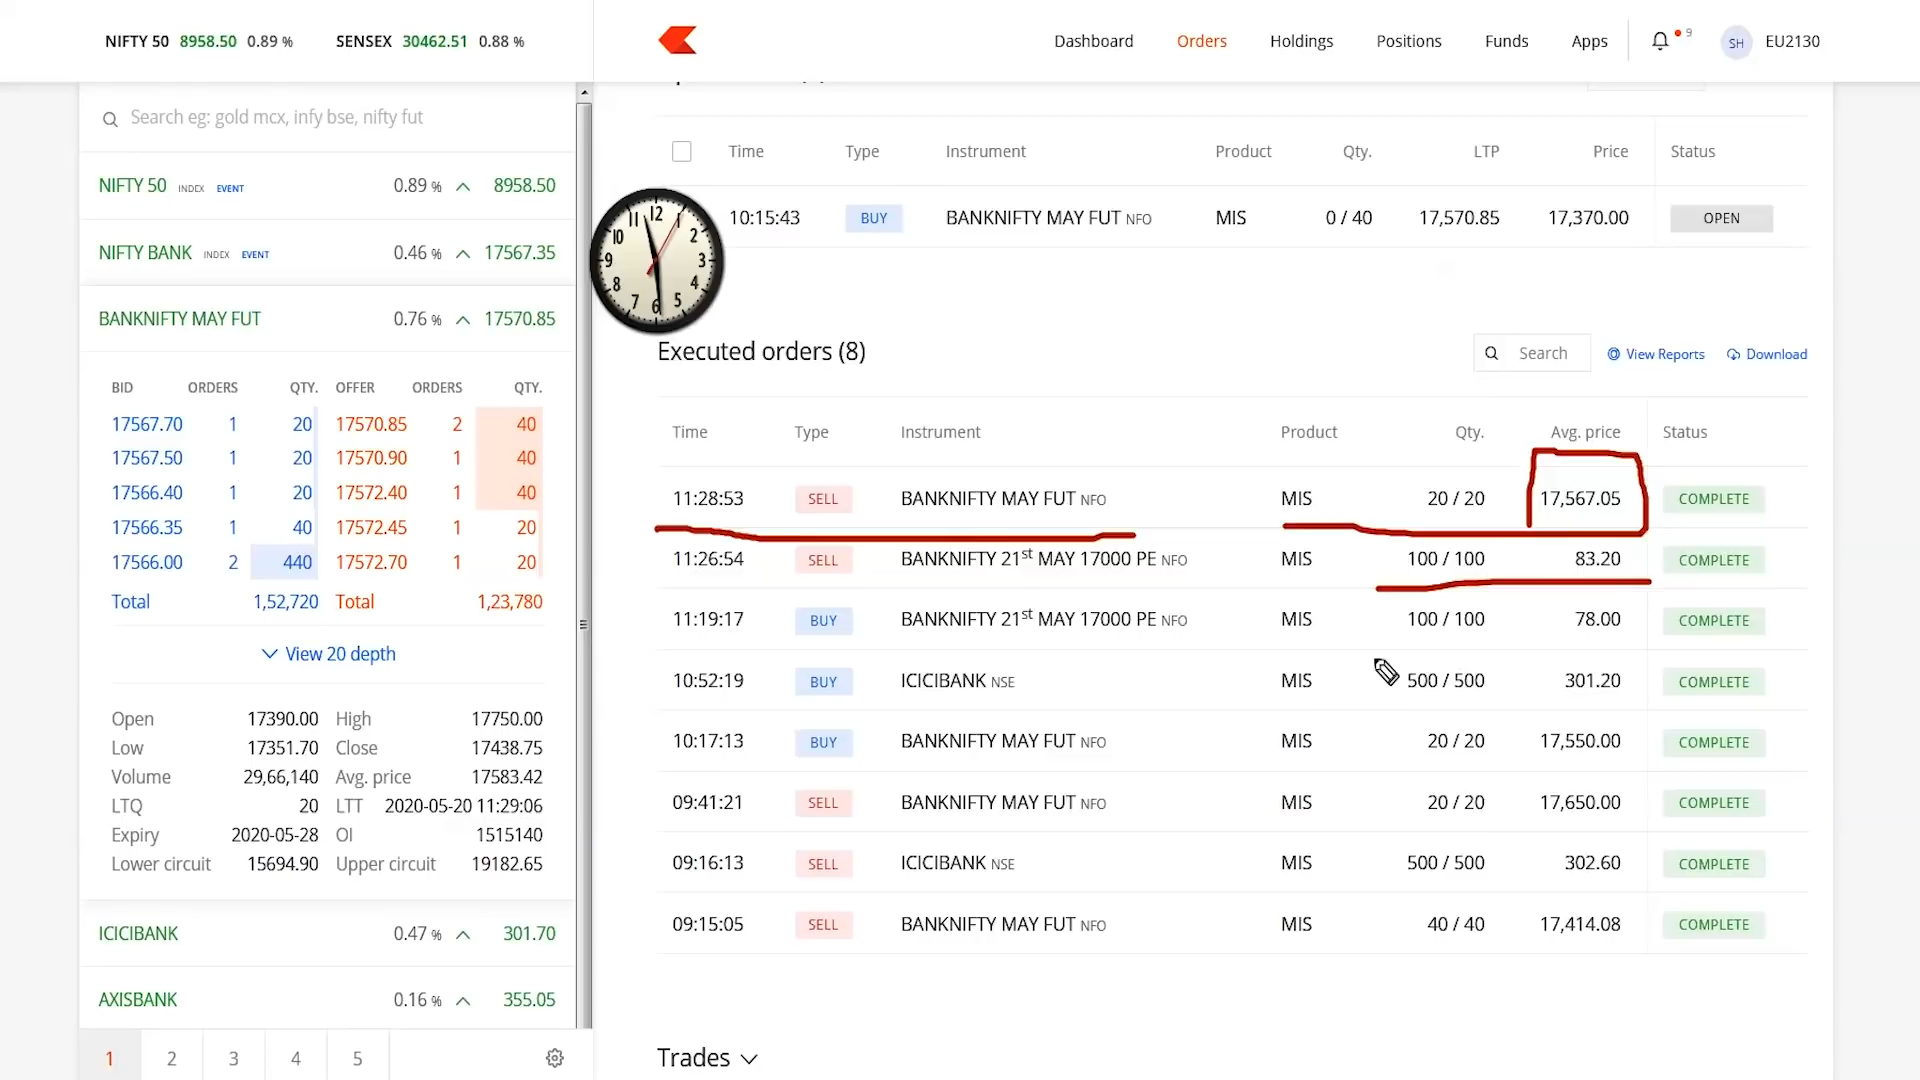 NIFTY 50 8958.50 0.89 % SENSEX 30462.51 0.88 %
Dashboard Orders Holdings Positions Funds Apps 9 SH EU2130
Search eg: gold mcx, infy bse, nifty fut
NIFTY 50 INDEX EVENT 0.89 % 8958.50
NIFTY BANK INDEX EVENT 0.46 % 17567.35
BANKNIFTY MAY FUT 0.76 % 17570.85
BID ORDERS QTY. OFFER ORDERS QTY.
17567.70 1 20 17570.85 2 40
17567.50 1 20 17570.90 1 40
17566.40 1 20 17572.40 1 40
17566.35 1 40 17572.45 1 20
17566.00 2 440 17572.70 1 20
Total 1,52,720 Total 1,23,780
View 20 depth
Open 17390.00 High 17750.00
Low 17351.70 Close 17438.75
Volume 29,66,140 Avg. price 17583.42
LTQ 20 LTT 2020-05-20 11:29:06
Expiry 2020-05-28 OI 1515140
Lower circuit 15694.90 Upper circuit 19182.65
ICICIBANK 0.47 % 301.70
AXISBANK 0.16 % 355.05
1 2 3 4 5
Time Type Instrument Product Qty. LTP Price Status
10:15:43 BUY BANKNIFTY MAY FUT NFO MIS 0 / 40 17,570.85 17,370.00 OPEN
12 1 2 3 4 5 6 7 8 9 10 11
Executed orders (8) Search View Reports Download
Time Type Instrument Product Qty. Avg. price Status
11:28:53 SELL BANKNIFTY MAY FUT NFO MIS 20 / 20 17,567.05 COMPLETE
11:26:54 SELL BANKNIFTY 21st MAY 17000 PE NFO MIS 100 / 100 83.20 COMPLETE
11:19:17 BUY BANKNIFTY 21st MAY 17000 PE NFO MIS 100 / 100 78.00 COMPLETE
10:52:19 BUY ICICIBANK NSE MIS 500 / 500 301.20 COMPLETE
10:17:13 BUY BANKNIFTY MAY FUT NFO MIS 20 / 20 17,550.00 COMPLETE
09:41:21 SELL BANKNIFTY MAY FUT NFO MIS 20 / 20 17,650.00 COMPLETE
09:16:13 SELL ICICIBANK NSE MIS 500 / 500 302.60 COMPLETE
09:15:05 SELL BANKNIFTY MAY FUT NFO MIS 40 / 40 17,414.08 COMPLETE
Trades